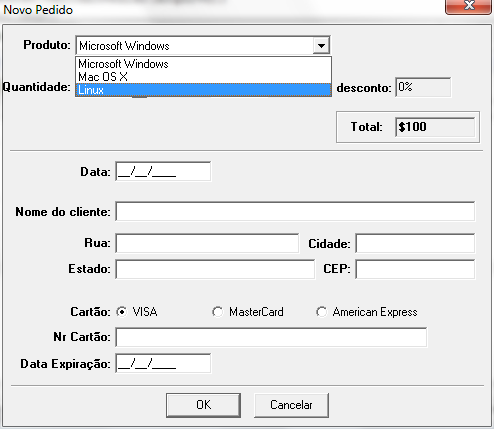 Novo Pedido
Produto: Microsoft Windows
Microsoft Windows
Mac OS X
Linux
Quantidade: desconto: 0%
Total: $100
Data: __/__/____
Nome do cliente:
Rua: Cidade:
Estado: CEP:
Cartão: VISA MasterCard American Express
Nr Cartão:
Data Expiração: __/__/____
OK Cancelar